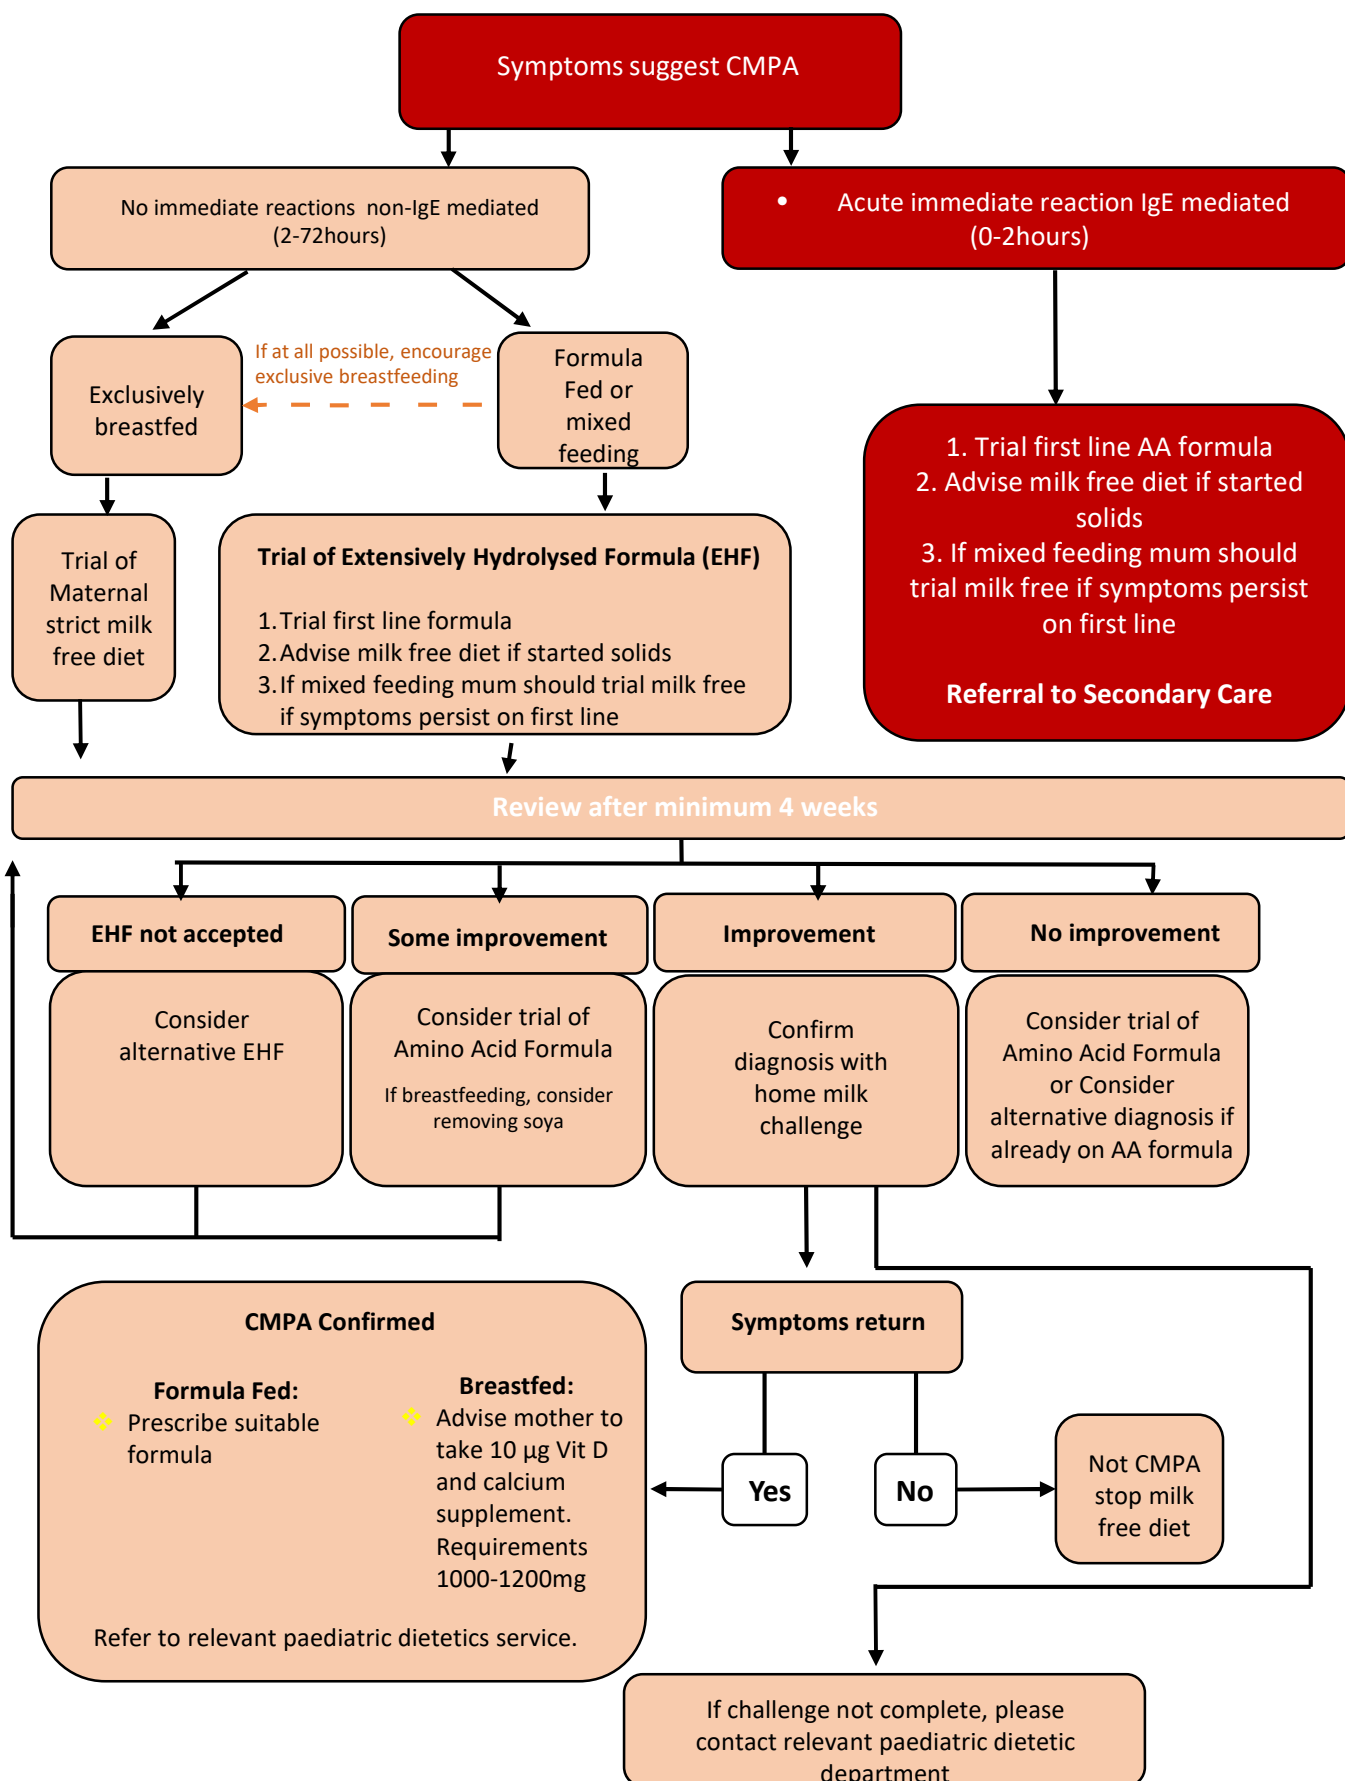 Symptoms suggest CMPA
No immediate reactions  non-IgE mediated
(2-72hours)
• Acute immediate reaction IgE mediated
(0-2hours)
Exclusively
breastfed
If at all possible, encourage
exclusive breastfeeding
Formula
Fed or
mixed
feeding
1. Trial first line AA formula
2. Advise milk free diet if started
solids
3. If mixed feeding mum should
trial milk free if symptoms persist
on first line
Referral to Secondary Care
Trial of
Maternal
strict milk
free diet
Trial of Extensively Hydrolysed Formula (EHF)
1. Trial first line formula
2. Advise milk free diet if started solids
3. If mixed feeding mum should trial milk free
if symptoms persist on first line
Review after minimum 4 weeks
EHF not accepted
Consider
alternative EHF
Some improvement
Consider trial of
Amino Acid Formula
If breastfeeding, consider
removing soya
Improvement
Confirm
diagnosis with
home milk
challenge
No improvement
Consider trial of
Amino Acid Formula
or Consider
alternative diagnosis if
already on AA formula
Symptoms return
Yes
No
Not CMPA
stop milk
free diet
CMPA Confirmed
Formula Fed:
❖ Prescribe suitable
formula
Breastfed:
❖ Advise mother to
take 10 µg Vit D
and calcium
supplement.
Requirements
1000-1200mg
Refer to relevant paediatric dietetics service.
If challenge not complete, please
contact relevant paediatric dietetic
department